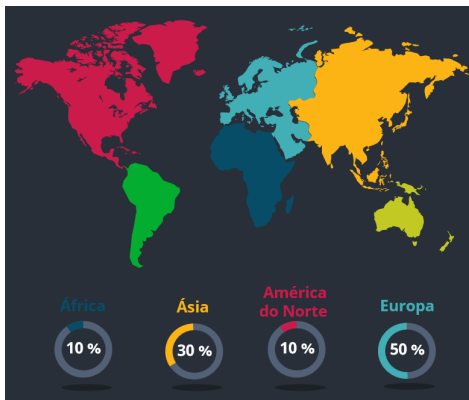 África
10 %
Ásia
30 %
América
do Norte
10 %
Europa
50 %